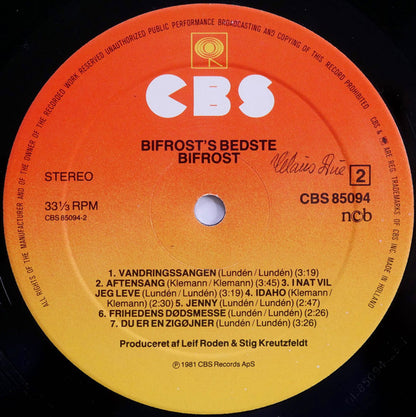 UNAUTHORIZED PUBLIC PERFORMANCE BROADCASTING AND COPYING OF THIS RECORD PROHIBITED
ALL RIGHTS OF THE MANUFACTURER AND OF THE OWNER OF THE RECORDED WORK RESERVED
CBS & ARE REG. TRADEMARKS OF CBS INC. MADE IN HOLLAND
CBS
BIFROST'S BEDSTE
BIFROST
STEREO
2
33⅓ RPM
CBS 85094
CBS 85094-2
ncb
1. VANDRINGSSANGEN (Lundén / Lundén) (3:19)
2. AFTENSANG (Klemann / Klemann) (3:45) 3. I NAT VIL
JEG LEVE (Lundén / Lundén) (4:19) 4. IDAHO (Klemann /
Klemann) (2:30) 5. JENNY (Lundén / Lundén) (2:47)
6. FRIHEDENS DØDSMESSE (Lundén / Lundén) (3:26)
7. DU ER EN ZIGØJNER (Lundén / Lundén) (3:26)
Produceret af Leif Roden & Stig Kreutzfeldt
℗ 1981 CBS Records ApS